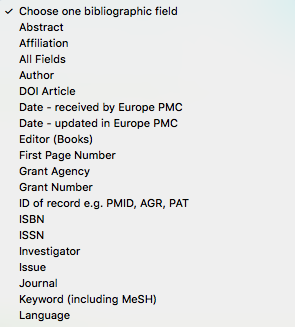 ✓ Choose one bibliographic field
Abstract
Affiliation
All Fields
Author
DOI Article
Date - received by Europe PMC
Date - updated in Europe PMC
Editor (Books)
First Page Number
Grant Agency
Grant Number
ID of record e.g. PMID, AGR, PAT
ISBN
ISSN
Investigator
Issue
Journal
Keyword (including MeSH)
Language